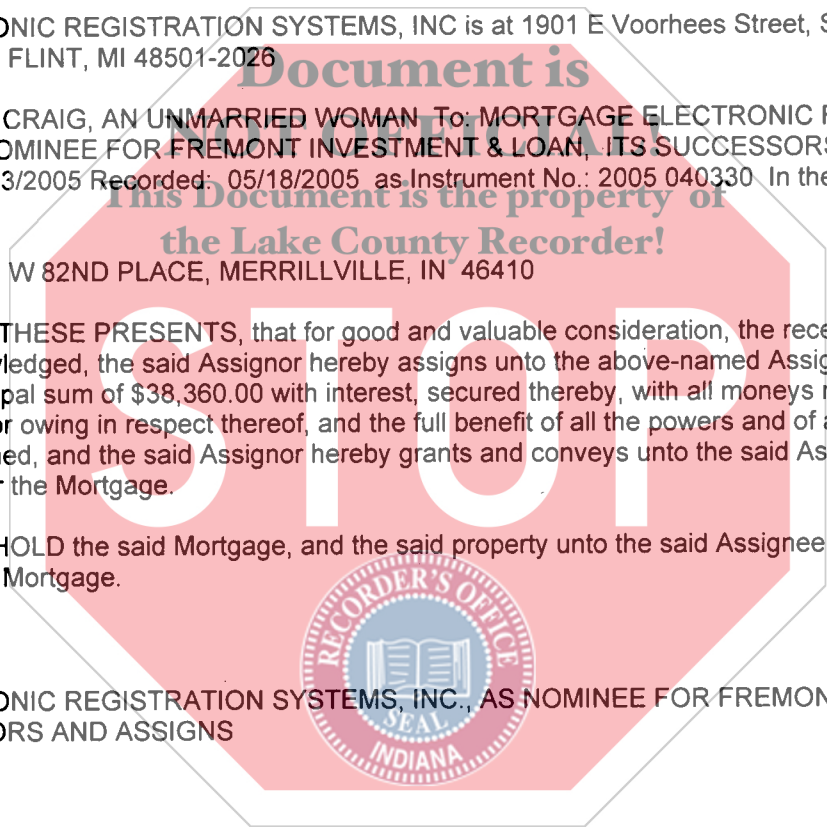 ONIC REGISTRATION SYSTEMS, INC is at 1901 E Voorhees Street, S
FLINT, MI 48501-2026
Document is
CRAIG, AN UNMARRIED WOMAN To: MORTGAGE ELECTRONIC
NOT OFFICIAL!
OMINEE FOR FREMONT INVESTMENT & LOAN, ITS SUCCESSORS
3/2005 Recorded: 05/18/2005 as Instrument No.: 2005 040330 In the
This Document is the property of
the Lake County Recorder!
W 82ND PLACE, MERRILLVILLE, IN 46410
STOP
THESE PRESENTS, that for good and valuable consideration, the rece
ledged, the said Assignor hereby assigns unto the above-named Assig
pal sum of $38,360.00 with interest, secured thereby, with all moneys
r owing in respect thereof, and the full benefit of all the powers and of a
ed, and the said Assignor hereby grants and conveys unto the said As
the Mortgage.
HOLD the said Mortgage, and the said property unto the said Assignee
Mortgage.
RECORDER'S OFFICE
SEAL
INDIANA
ONIC REGISTRATION SYSTEMS, INC., AS NOMINEE FOR FREMON
ORS AND ASSIGNS